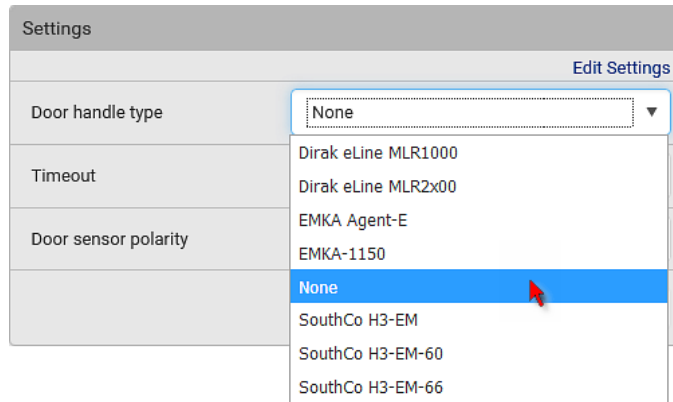 Settings
Edit Settings
Door handle type
None
Dirak eLine MLR1000
Timeout
Dirak eLine MLR2x00
EMKA Agent-E
Door sensor polarity
EMKA-1150
None
SouthCo H3-EM
SouthCo H3-EM-60
SouthCo H3-EM-66